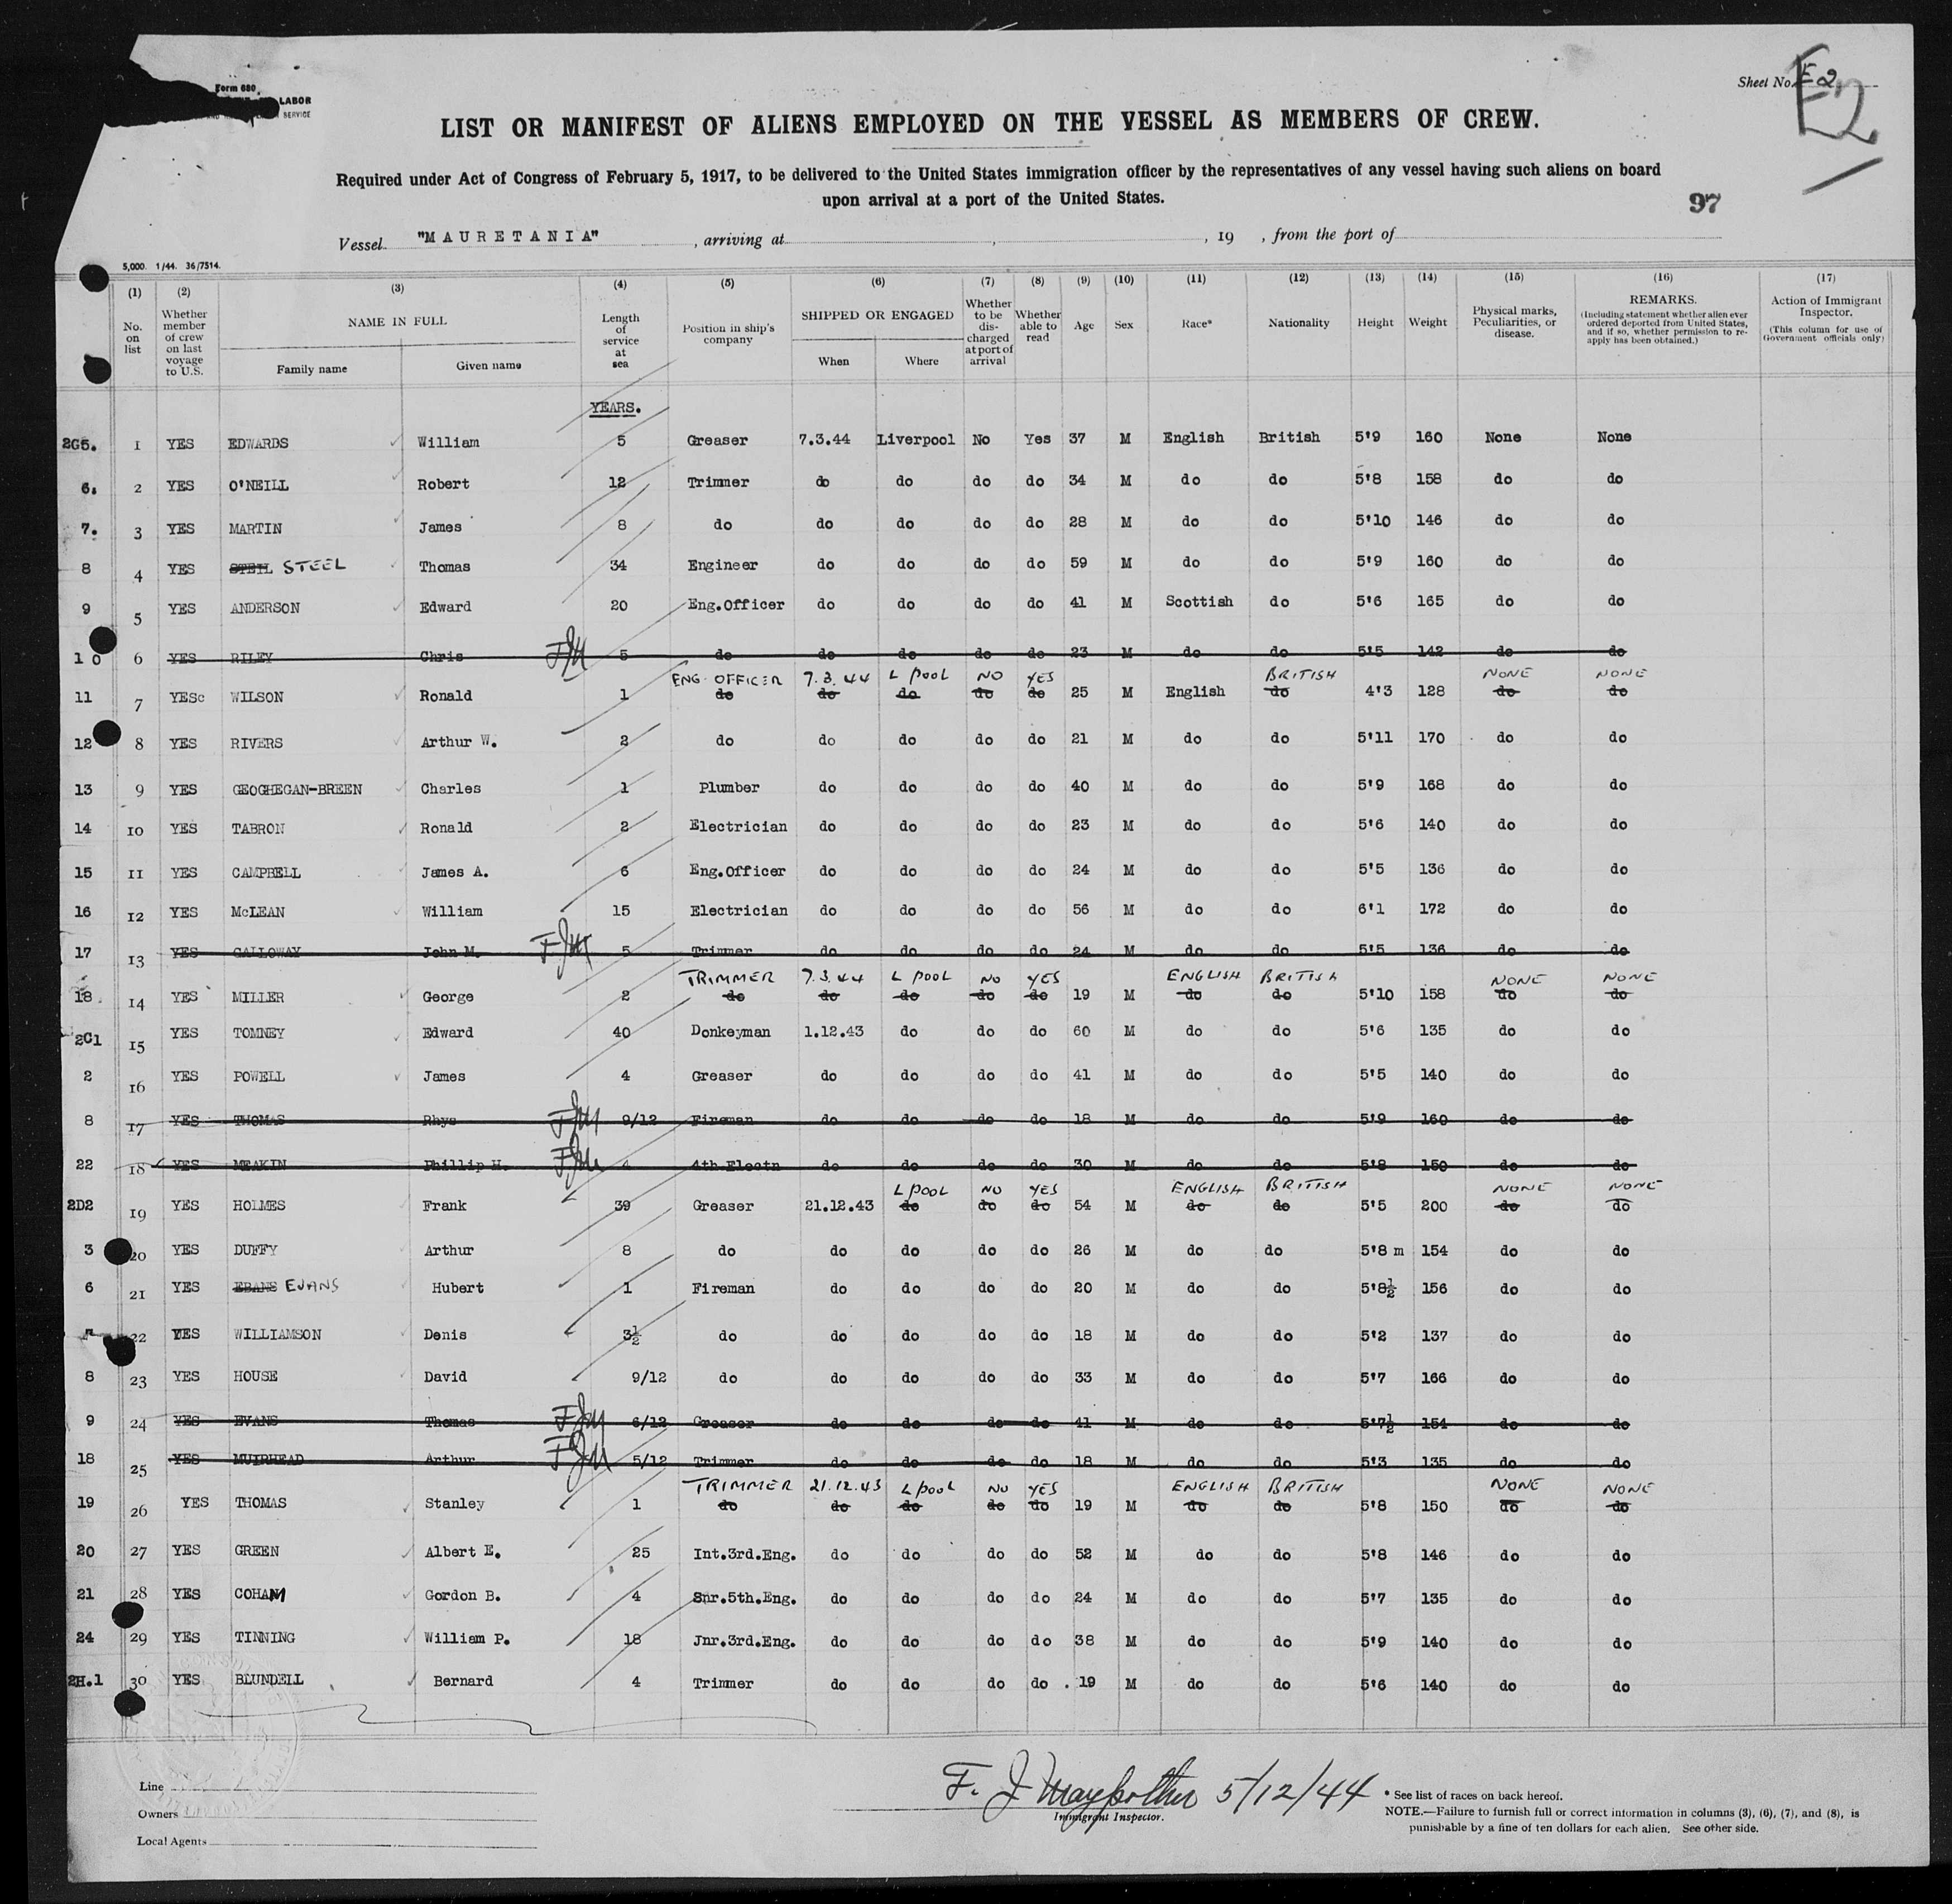 Form 680
LABOR
SERVICE
Sheet No. E2
E2
LIST OR MANIFEST OF ALIENS EMPLOYED ON THE VESSEL AS MEMBERS OF CREW.
Required under Act of Congress of February 5, 1917, to be delivered to the United States immigration officer by the representatives of any vessel having such aliens on board
upon arrival at a port of the United States.
97
Vessel "MAURETANIA" , arriving at , , 19 , from the port of
5,000. 1/44. 36/7514.
(1) (2) (3) (4) (5) (6) (7) (8) (9) (10) (11) (12) (13) (14) (15) (16) (17)
No. on list
Whether member of crew on last voyage to U.S.
NAME IN FULL
Family name
Given name
Length of service at sea
Position in ship's company
SHIPPED OR ENGAGED
When
Where
Whether to be discharged at port of arrival
Whether able to read
Age
Sex
Race*
Nationality
Height
Weight
Physical marks, Peculiarities, or disease.
REMARKS.
(Including statement whether alien ever ordered deported from United States, and if so, whether permission to re-apply has been obtained.)
Action of Immigrant Inspector.
(This column for use of Government officials only)
YEARS.
2G5. 1 YES EDWARDS William 5 Greaser 7.3.44 Liverpool No Yes 37 M English British 5'9 160 None None
6. 2 YES O'NEILL Robert 12 Trimmer do do do do 34 M do do 5'8 158 do do
7. 3 YES MARTIN James 8 do do do do do 28 M do do 5'10 146 do do
8 4 YES STEIL STEEL Thomas 34 Engineer do do do do 59 M do do 5'9 160 do do
9 5 YES ANDERSON Edward 20 Eng.Officer do do do do 41 M Scottish do 5'6 165 do do
10 6 YES RILEY Chris FJM 5 do do do do do 23 M do do 5'5 142 do do
ENG. OFFICER 7.3.44 L POOL NO YES BRITISH NONE NONE
11 7 YESc WILSON Ronald 1 do do do do do 25 M English do 4'3 128 do do
12 8 YES RIVERS Arthur W. 2 do do do do do 21 M do do 5'11 170 do do
13 9 YES GEOGHEGAN-BREEN Charles 1 Plumber do do do do 40 M do do 5'9 168 do do
14 10 YES TABRON Ronald 2 Electrician do do do do 23 M do do 5'6 140 do do
15 11 YES CAMPBELL James A. 6 Eng.Officer do do do do 24 M do do 5'5 136 do do
16 12 YES McLEAN William 15 Electrician do do do do 56 M do do 6'1 172 do do
17 13 YES GALLOWAY John M. FJM 5 Trimmer do do do do 24 M do do 5'5 136 do do
TRIMMER 7.3.44 L POOL NO YES ENGLISH BRITISH NONE NONE
18 14 YES MILLER George 2 do do do do do 19 M do do 5'10 158 do do
2C1 15 YES TOMNEY Edward 40 Donkeyman 1.12.43 do do do 60 M do do 5'6 135 do do
2 16 YES POWELL James 4 Greaser do do do do 41 M do do 5'5 140 do do
8 17 YES THOMAS Rhys FJM 9/12 Fireman do do do do 18 M do do 5'9 160 do do
22 18 YES MEAKIN Phillip H. FJM 4 4th.Electn do do do do 30 M do do 5'8 150 do do
L POOL NO YES ENGLISH BRITISH NONE NONE
2D2 19 YES HOLMES Frank 39 Greaser 21.12.43 do do do 54 M do do 5'5 200 do do
3 20 YES DUFFY Arthur 8 do do do do do 26 M do do 5'8 m 154 do do
6 21 YES EBANS EVANS Hubert 1 Fireman do do do do 20 M do do 5'8½ 156 do do
22 YES WILLIAMSON Denis 3½ do do do do do 18 M do do 5'2 137 do do
8 23 YES HOUSE David 9/12 do do do do do 33 M do do 5'7 166 do do
9 24 YES EVANS Thomas FJM 6/12 Greaser do do do do 41 M do do 5'7½ 154 do do
18 25 YES MUIRHEAD Arthur FJM 5/12 Trimmer do do do do 18 M do do 5'3 135 do do
TRIMMER 21.12.43 L POOL NO YES ENGLISH BRITISH NONE NONE
19 26 YES THOMAS Stanley 1 do do do do do 19 M do do 5'8 150 do do
20 27 YES GREEN Albert E. 25 Int.3rd.Eng. do do do do 52 M do do 5'8 146 do do
21 28 YES COHAM Gordon B. 4 Snr.5th.Eng. do do do do 24 M do do 5'7 135 do do
24 29 YES TINNING William P. 18 Jnr.3rd.Eng. do do do do 38 M do do 5'9 140 do do
2H.1 30 YES BLUNDELL Bernard 4 Trimmer do do do do 19 M do do 5'6 140 do do
Line
Owners
Local Agents
F. J. Maypother 5/12/44
Immigrant Inspector.
* See list of races on back hereof.
NOTE.—Failure to furnish full or correct information in columns (3), (6), (7), and (8), is
punishable by a fine of ten dollars for each alien. See other side.